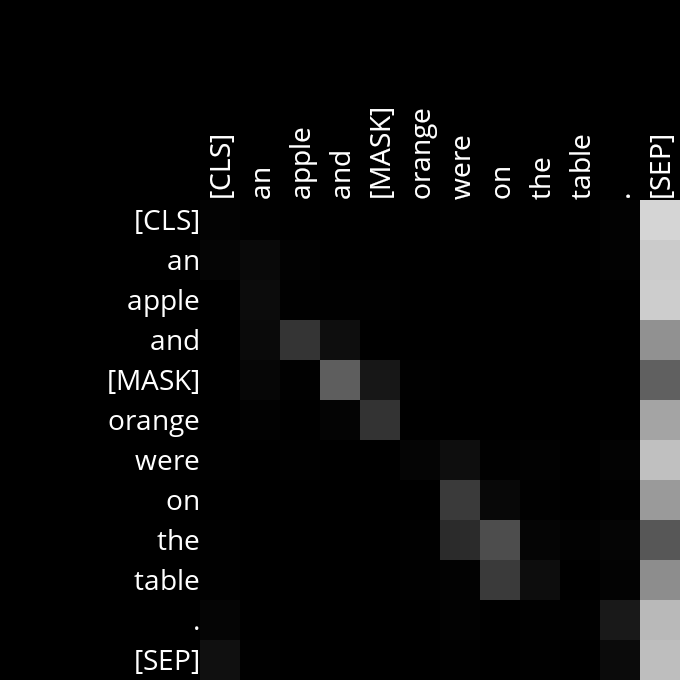 [CLS] an apple and [MASK] orange were on the table . [SEP]
[CLS]
an
apple
and
[MASK]
orange
were
on
the
table
.
[SEP]